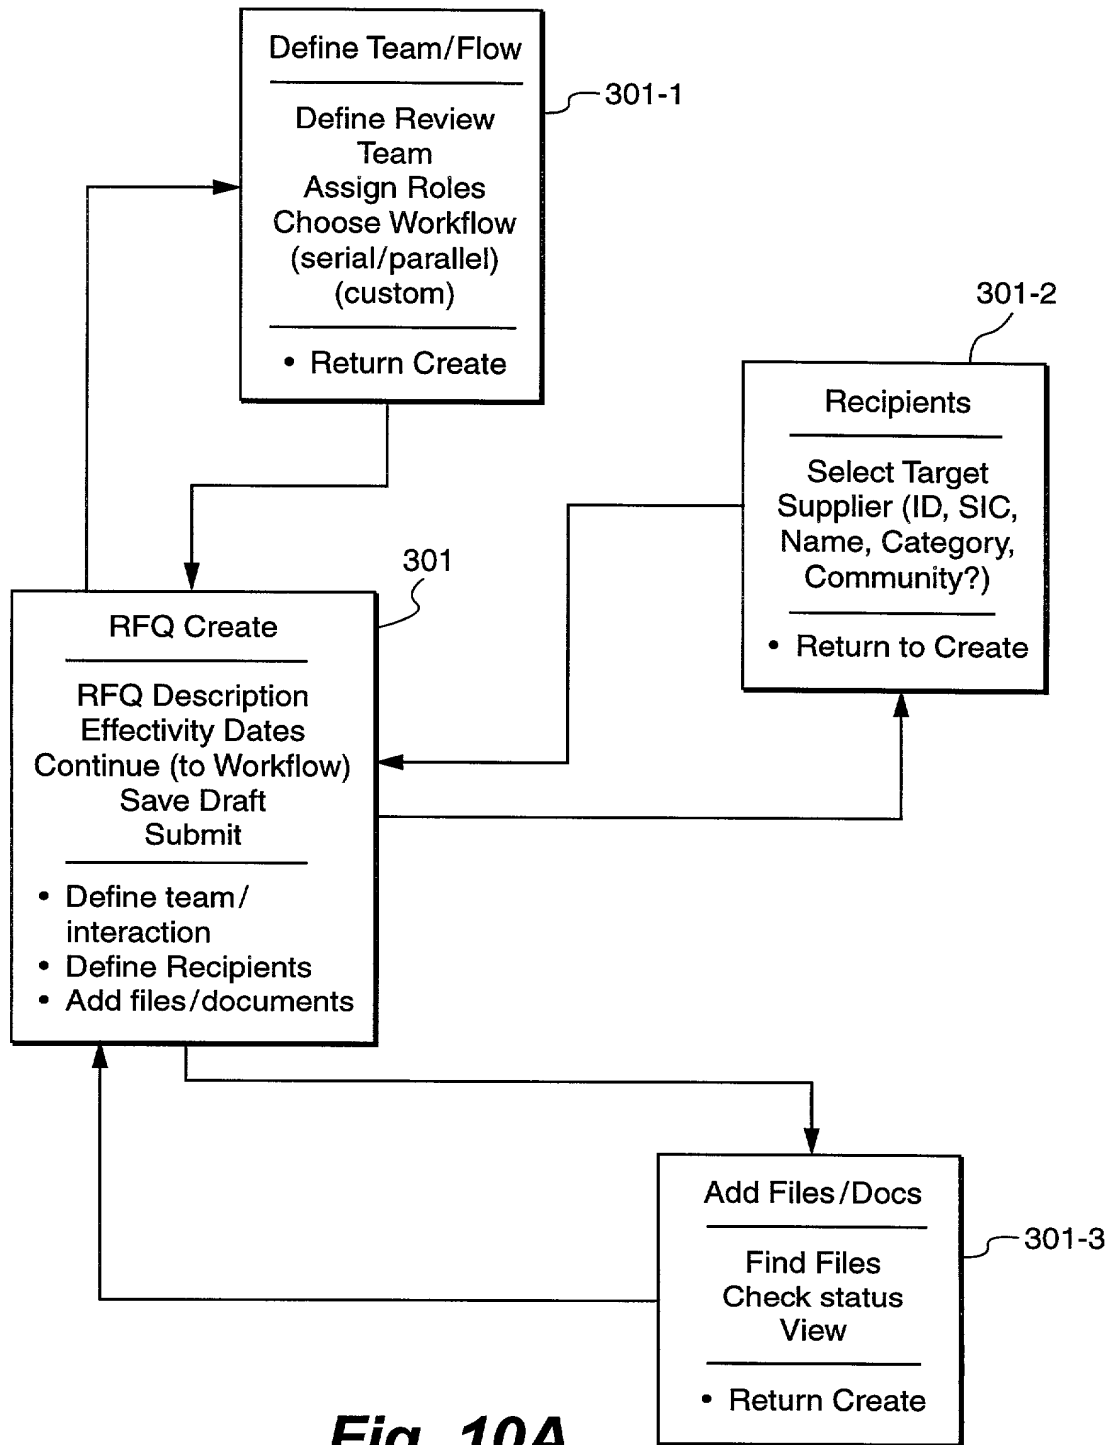 Define Team/Flow
Define Review
Team
Assign Roles
Choose Workflow
(serial/parallel)
(custom)
• Return Create
301-1
301-2
Recipients
Select Target
Supplier (ID, SIC,
Name, Category,
Community?)
• Return to Create
301
RFQ Create
RFQ Description
Effectivity Dates
Continue (to Workflow)
Save Draft
Submit
• Define team/
interaction
• Define Recipients
• Add files/documents
Add Files/Docs
Find Files
Check status
View
• Return Create
301-3
Fig. 10A